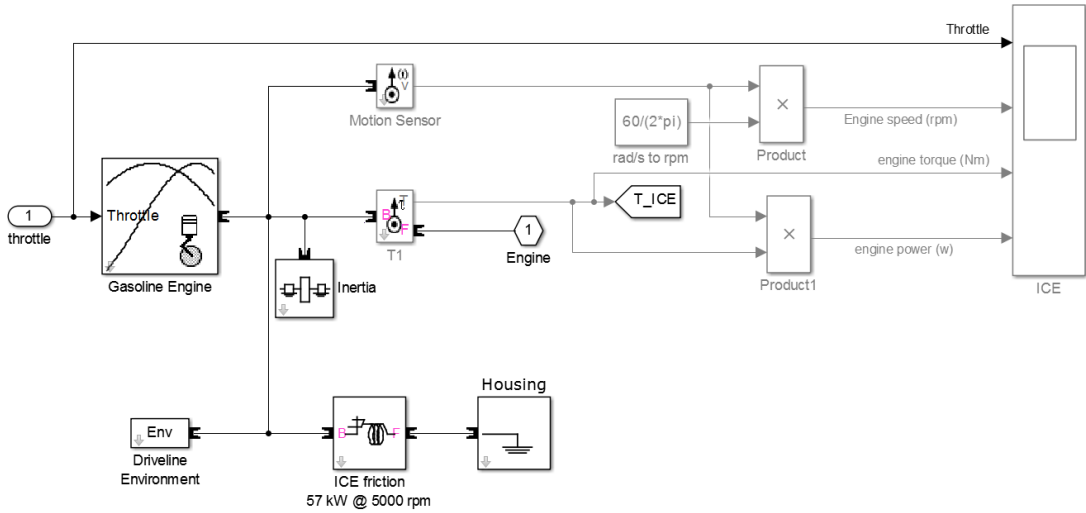 Throttle
(i)
v
Motion Sensor
60/(2*pi)
rad/s to rpm
×
Product
Engine speed (rpm)
engine torque (Nm)
1
throttle
Throttle
Gasoline Engine
B
F
T1
T_ICE
1
Engine
×
Product1
engine power (w)
ICE
Inertia
Env
Driveline
Environment
B
F
ICE friction
57 kW @ 5000 rpm
Housing